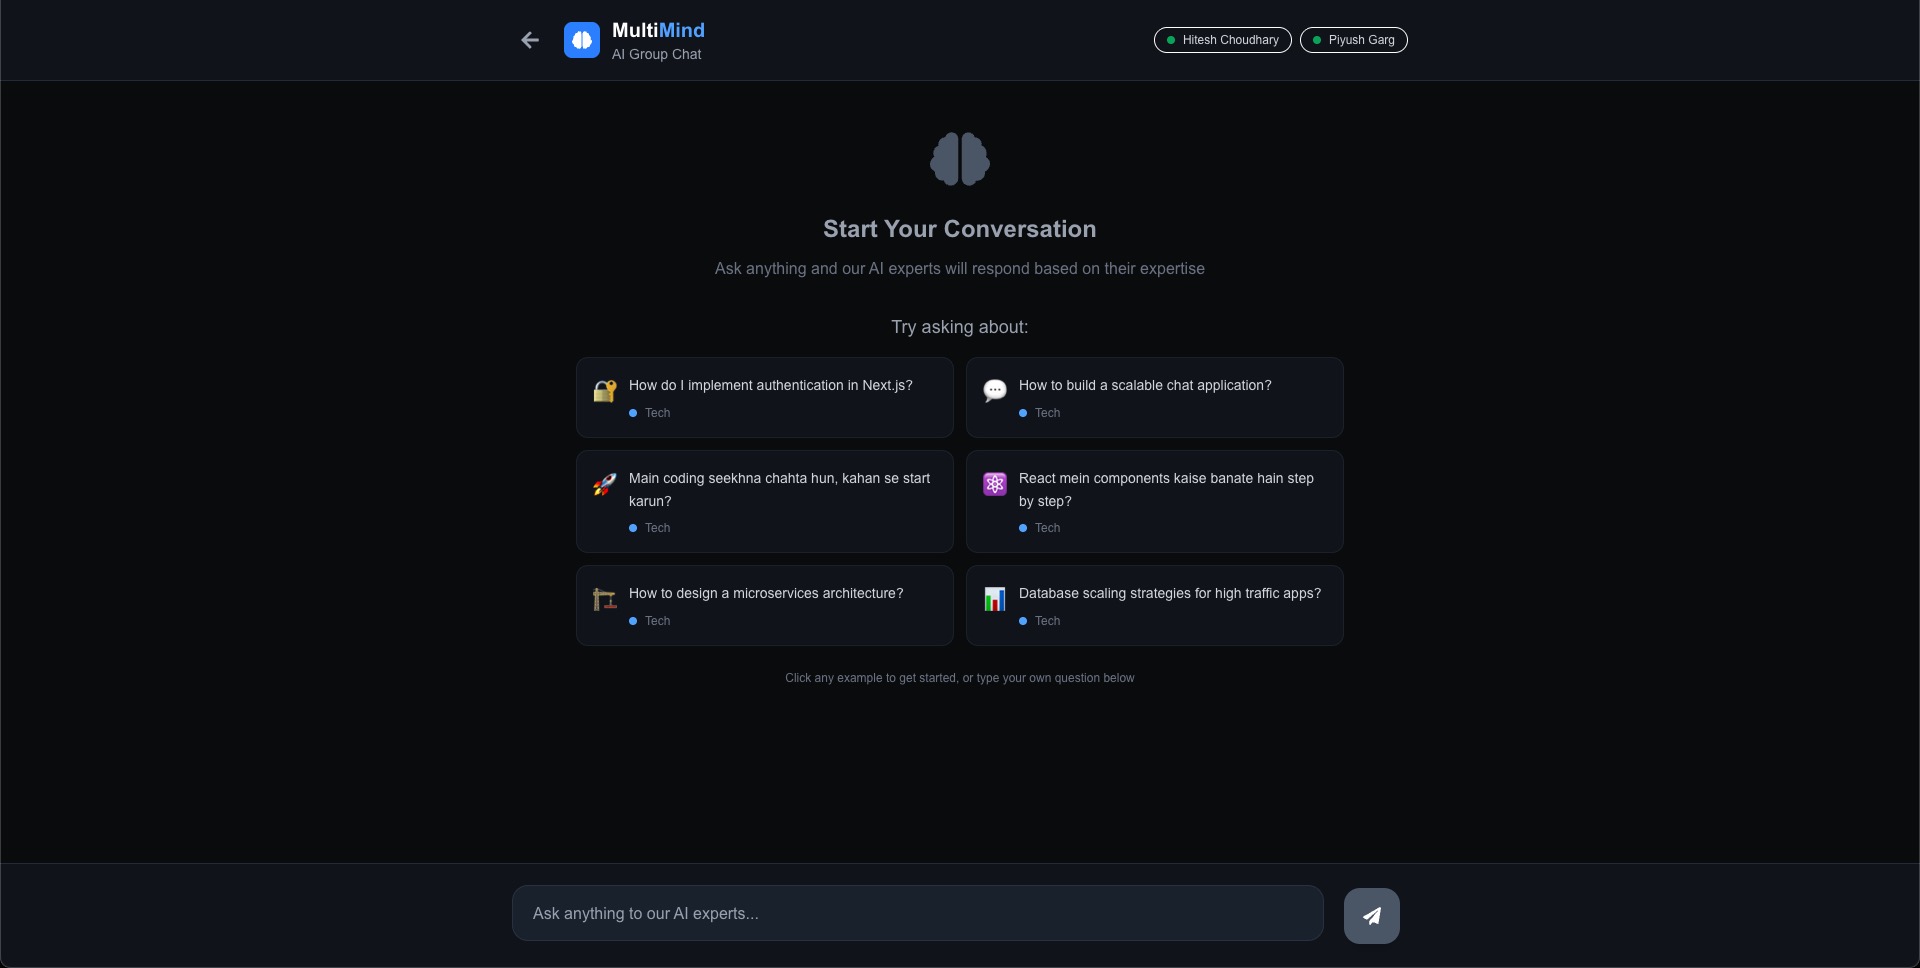 MultiMind
AI Group Chat
Hitesh Choudhary
Piyush Garg
Start Your Conversation
Ask anything and our AI experts will respond based on their expertise
Try asking about:
How do I implement authentication in Next.js?
Tech
How to build a scalable chat application?
Tech
Main coding seekhna chahta hun, kahan se start
karun?
Tech
React mein components kaise banate hain step
by step?
Tech
How to design a microservices architecture?
Tech
Database scaling strategies for high traffic apps?
Tech
Click any example to get started, or type your own question below
Ask anything to our AI experts...